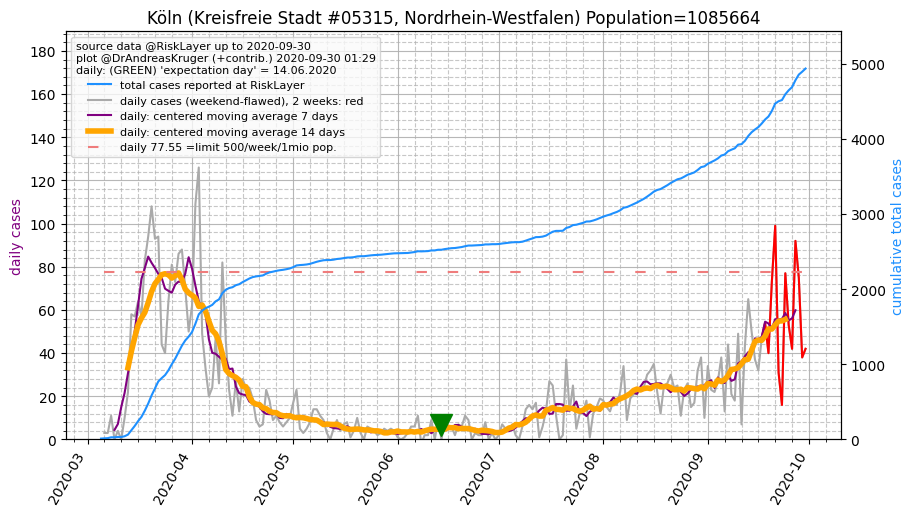 Köln (Kreisfreie Stadt #05315, Nordrhein-Westfalen) Population=1085664
source data @RiskLayer up to 2020-09-30
plot @DrAndreasKruger (+contrib.) 2020-09-30 01:29
daily: (GREEN) 'expectation day' = 14.06.2020
total cases reported at RiskLayer
daily cases (weekend-flawed), 2 weeks: red
daily: centered moving average 7 days
daily: centered moving average 14 days
daily 77.55 =limit 500/week/1mio pop.
daily cases
180
160
140
120
100
80
60
40
20
0
cumulative total cases
5000
4000
3000
2000
1000
0
2020-03
2020-04
2020-05
2020-06
2020-07
2020-08
2020-09
2020-10